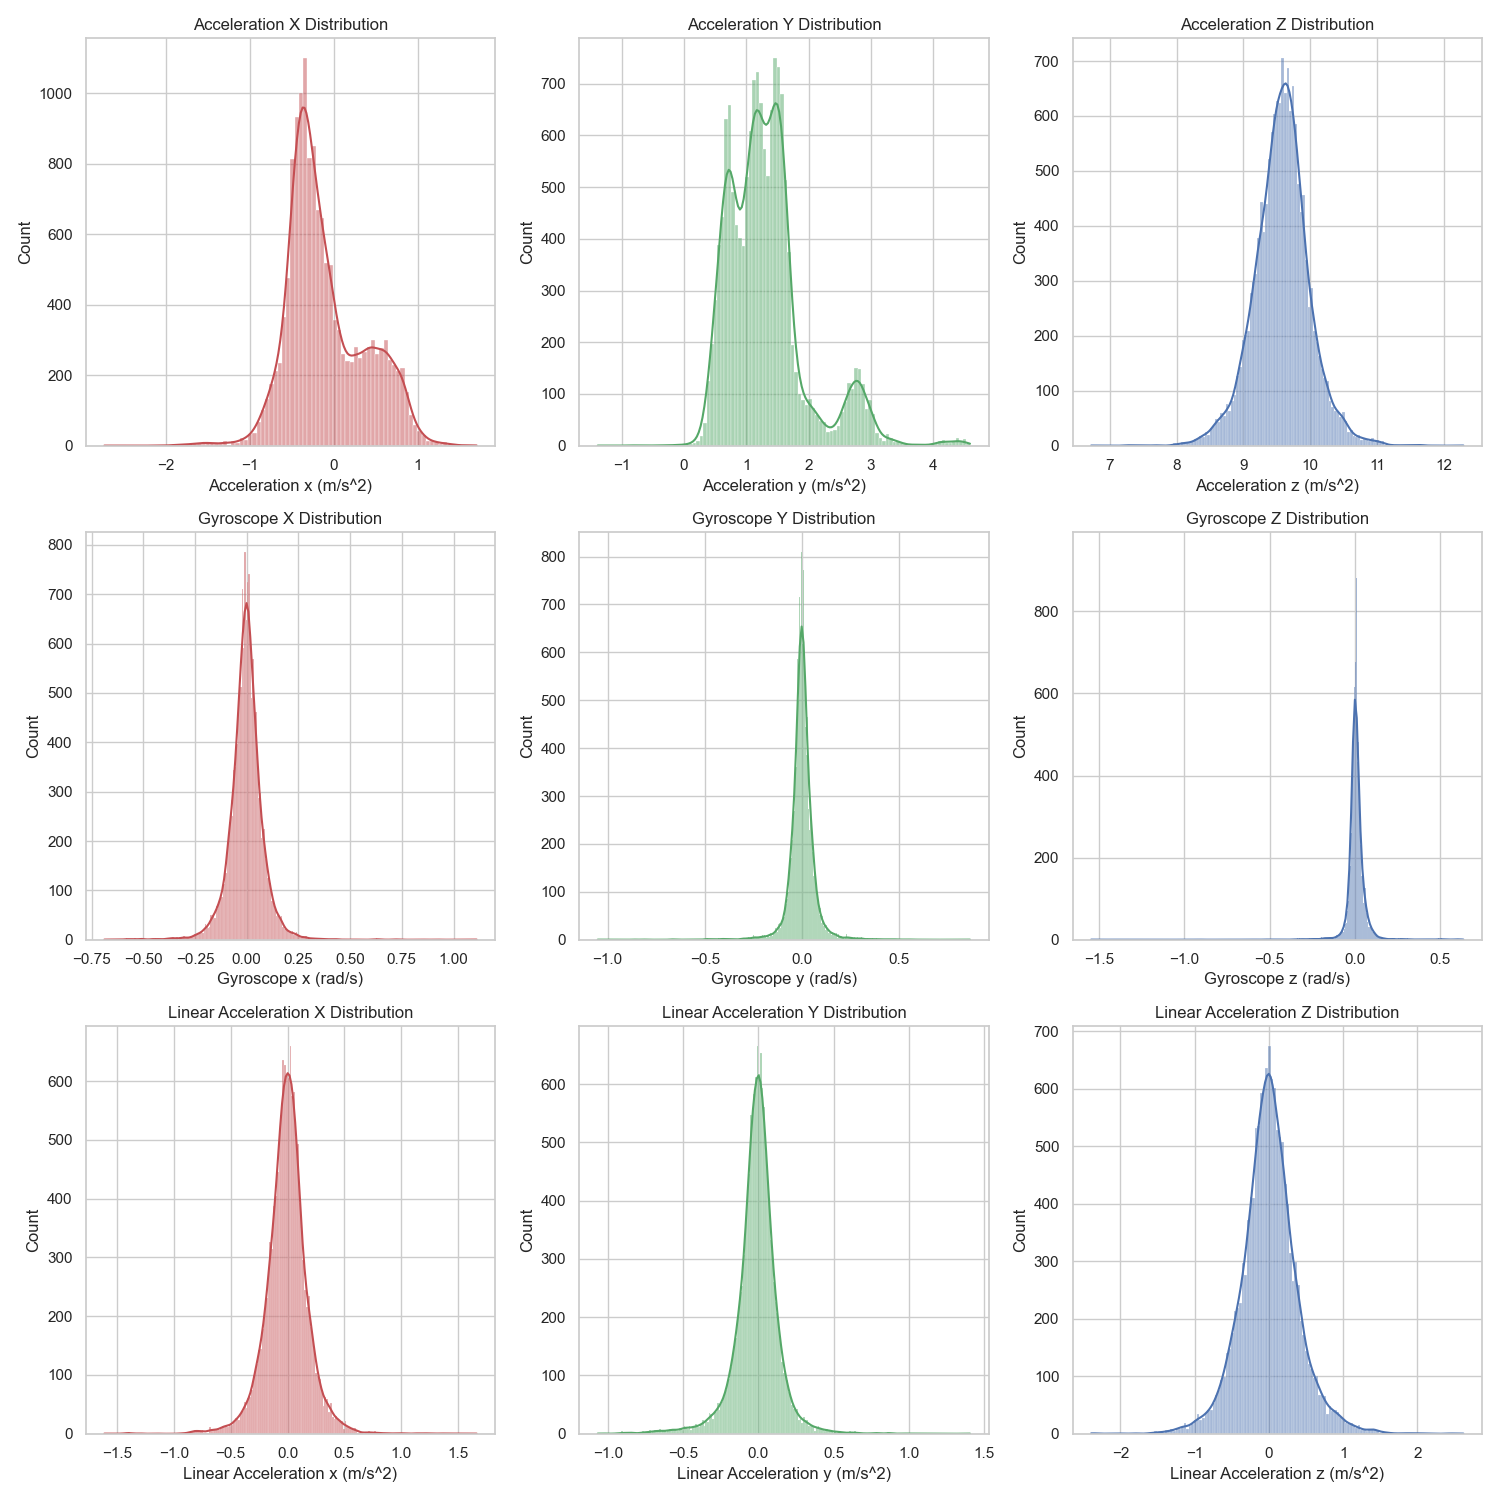 Acceleration X Distribution
Count
1000
800
600
400
200
0
−2 −1 0 1
Acceleration x (m/s^2)
Acceleration Y Distribution
Count
700
600
500
400
300
200
100
0
−1 0 1 2 3 4
Acceleration y (m/s^2)
Acceleration Z Distribution
Count
700
600
500
400
300
200
100
0
7 8 9 10 11 12
Acceleration z (m/s^2)
Gyroscope X Distribution
Count
800
700
600
500
400
300
200
100
0
−0.75 −0.50 −0.25 0.00 0.25 0.50 0.75 1.00
Gyroscope x (rad/s)
Gyroscope Y Distribution
Count
800
700
600
500
400
300
200
100
0
−1.0 −0.5 0.0 0.5
Gyroscope y (rad/s)
Gyroscope Z Distribution
Count
800
600
400
200
0
−1.5 −1.0 −0.5 0.0 0.5
Gyroscope z (rad/s)
Linear Acceleration X Distribution
Count
600
500
400
300
200
100
0
−1.5 −1.0 −0.5 0.0 0.5 1.0 1.5
Linear Acceleration x (m/s^2)
Linear Acceleration Y Distribution
Count
600
500
400
300
200
100
0
−1.0 −0.5 0.0 0.5 1.0 1.5
Linear Acceleration y (m/s^2)
Linear Acceleration Z Distribution
Count
700
600
500
400
300
200
100
0
−2 −1 0 1 2
Linear Acceleration z (m/s^2)